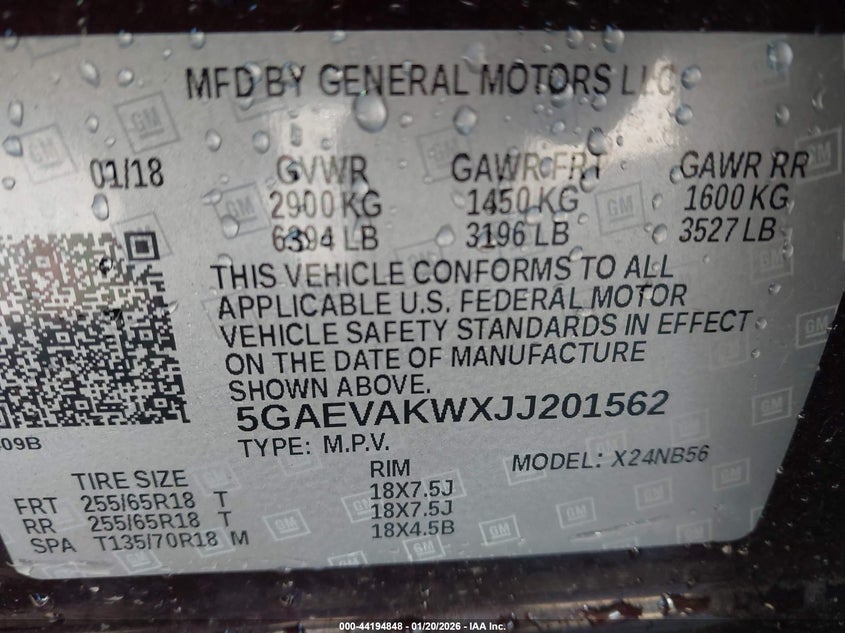 MFD BY GENERAL MOTORS LLC
01/18 GVWR GAWR FRT GAWR RR
2900 KG 1450 KG 1600 KG
6394 LB 3196 LB 3527 LB
THIS VEHICLE CONFORMS TO ALL
APPLICABLE U.S. FEDERAL MOTOR
VEHICLE SAFETY STANDARDS IN EFFECT
ON THE DATE OF MANUFACTURE
SHOWN ABOVE.
5GAEVAKWXJJ201562
09B
TYPE: M.P.V. MODEL: X24NB56
TIRE SIZE RIM
FRT 255/65R18 T 18X7.5J
RR 255/65R18 T 18X7.5J
SPA T135/70R18 M 18X4.5B
000-44194848 - 01/20/2026 - IAA Inc.